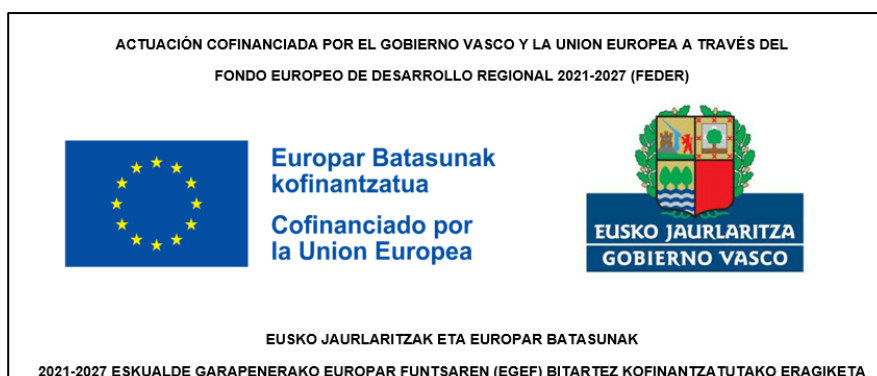 ACTUACIÓN COFINANCIADA POR EL GOBIERNO VASCO Y LA UNION EUROPEA A TRAVÉS DEL
FONDO EUROPEO DE DESARROLLO REGIONAL 2021-2027 (FEDER)
Europar Batasunak
kofinantzatua
Cofinanciado por
la Union Europea
EUSKO JAURLARITZA
GOBIERNO VASCO
EUSKO JAURLARITZAK ETA EUROPAR BATASUNAK
2021-2027 ESKUALDE GARAPENERAKO EUROPAR FUNTSAREN (EGEF) BITARTEZ KOFINANTZATUTAKO ERAGIKETA